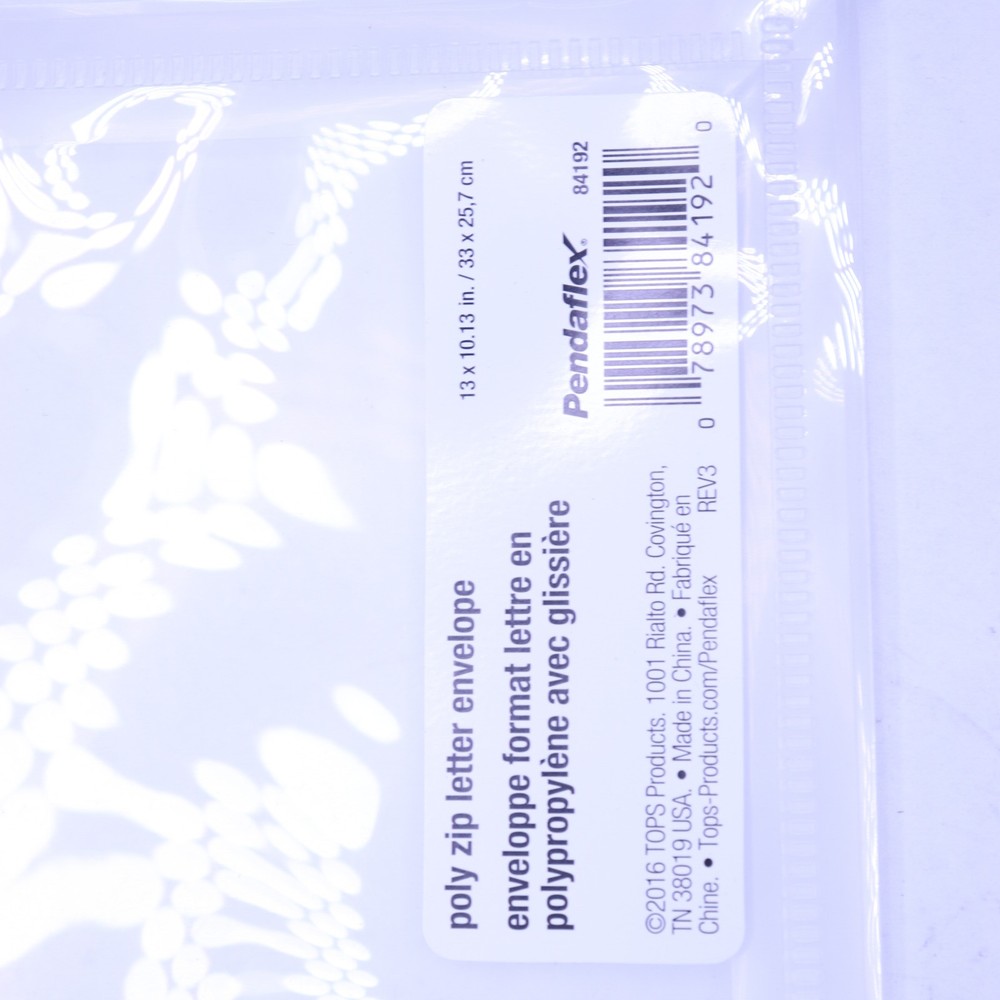 poly zip letter envelope
13 x 10.13 in. / 33 x 25,7 cm
enveloppe format lettre en
polypropylène avec glissière
Pendaflex® 84192
0 78973 84192 0
©2016 TOPS Products. 1001 Rialto Rd. Covington,
TN 38019 USA. • Made in China. • Fabriqué en
Chine. • Tops-Products.com/Pendaflex REV3